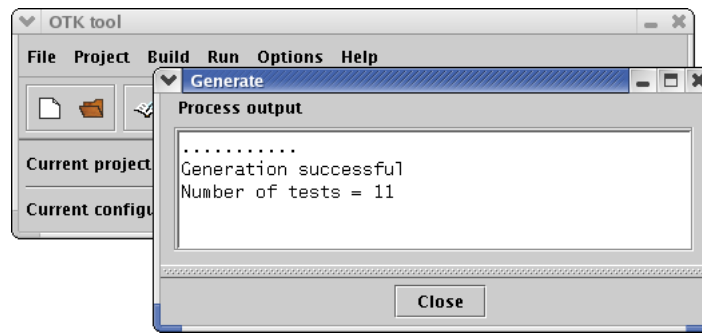 OTK tool
File Project Build Run Options Help
Generate
Process output
Current project
...........
Generation successful
Number of tests = 11
Current configu
Close